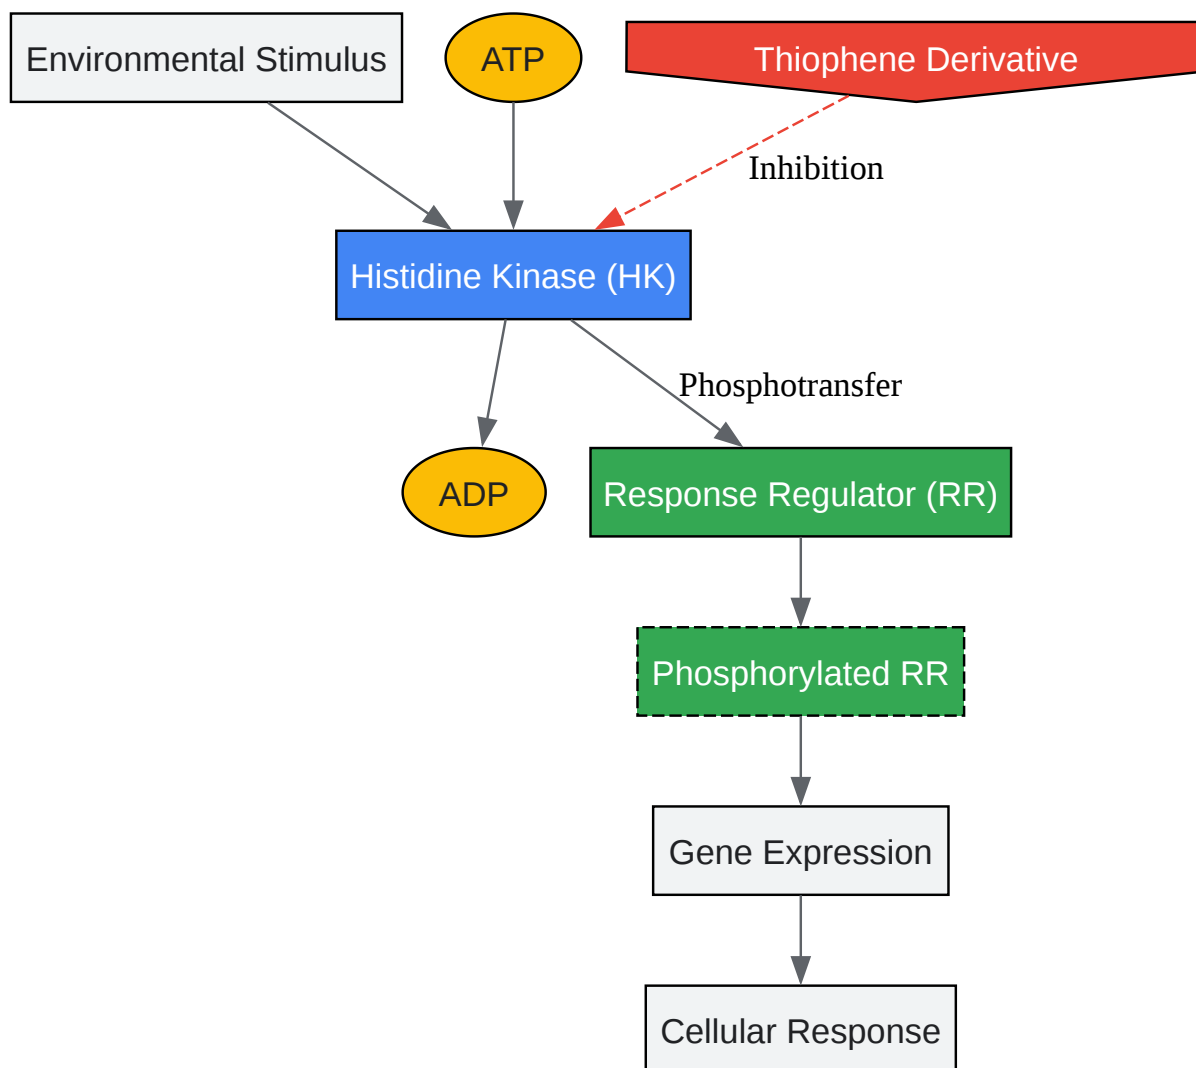 Environmental Stimulus
ATP
Thiophene Derivative
Inhibition
Histidine Kinase (HK)
Phosphotransfer
ADP
Response Regulator (RR)
Phosphorylated RR
Gene Expression
Cellular Response